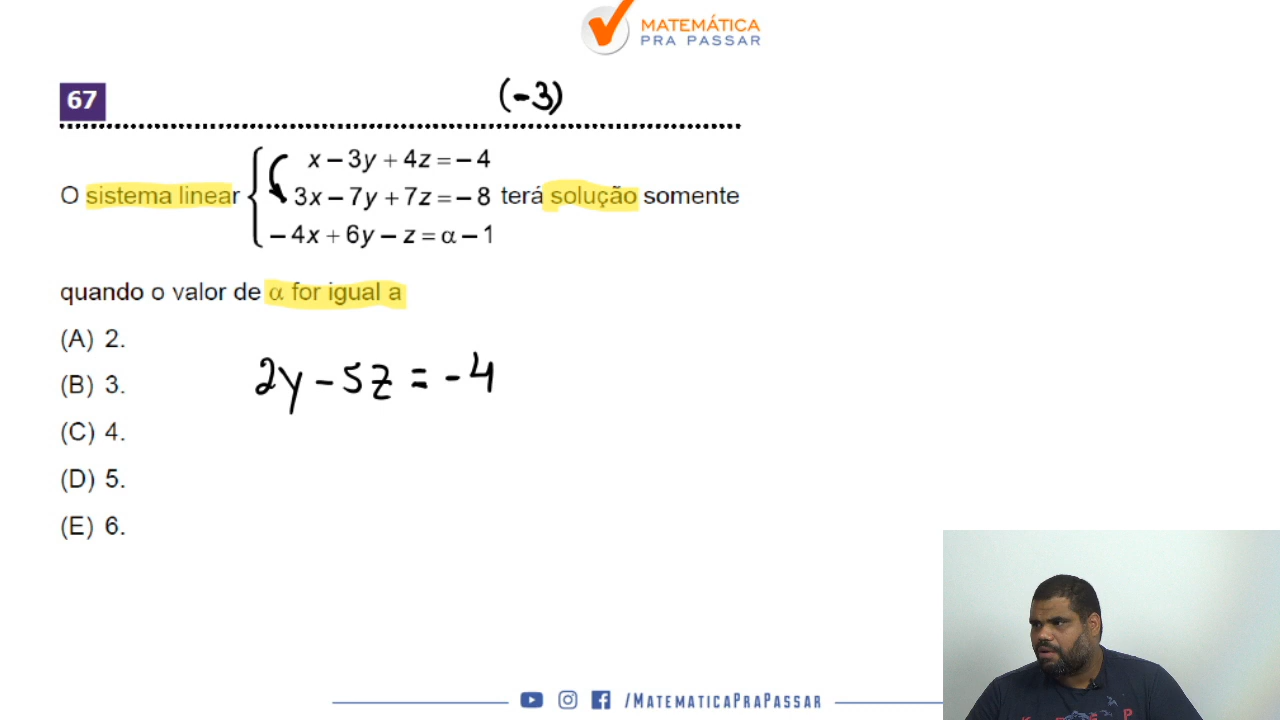 MATEMÁTICA
PRA PASSAR
(-3)
67
x – 3y + 4z = – 4
O sistema linear 3x – 7y + 7z = – 8 terá solução somente
– 4x + 6y – z = α – 1
quando o valor de α for igual a
(A) 2.
(B) 3.
2y - 5z = -4
(C) 4.
(D) 5.
(E) 6.
/MATEMATICAPRAPASSAR